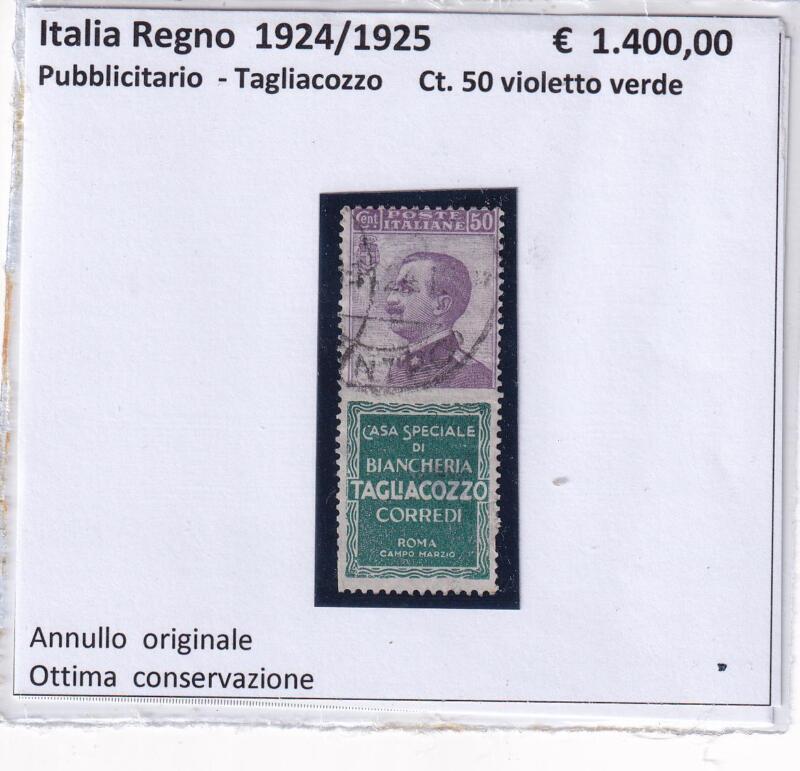 Italia Regno 1924/1925 € 1.400,00
Pubblicitario - Tagliacozzo Ct. 50 violetto verde
Cent. POSTE ITALIANE 50
CASA SPECIALE
DI
BIANCHERIA
TAGLIACOZZO
CORREDI
ROMA
CAMPO MARZIO
Annullo originale
Ottima conservazione